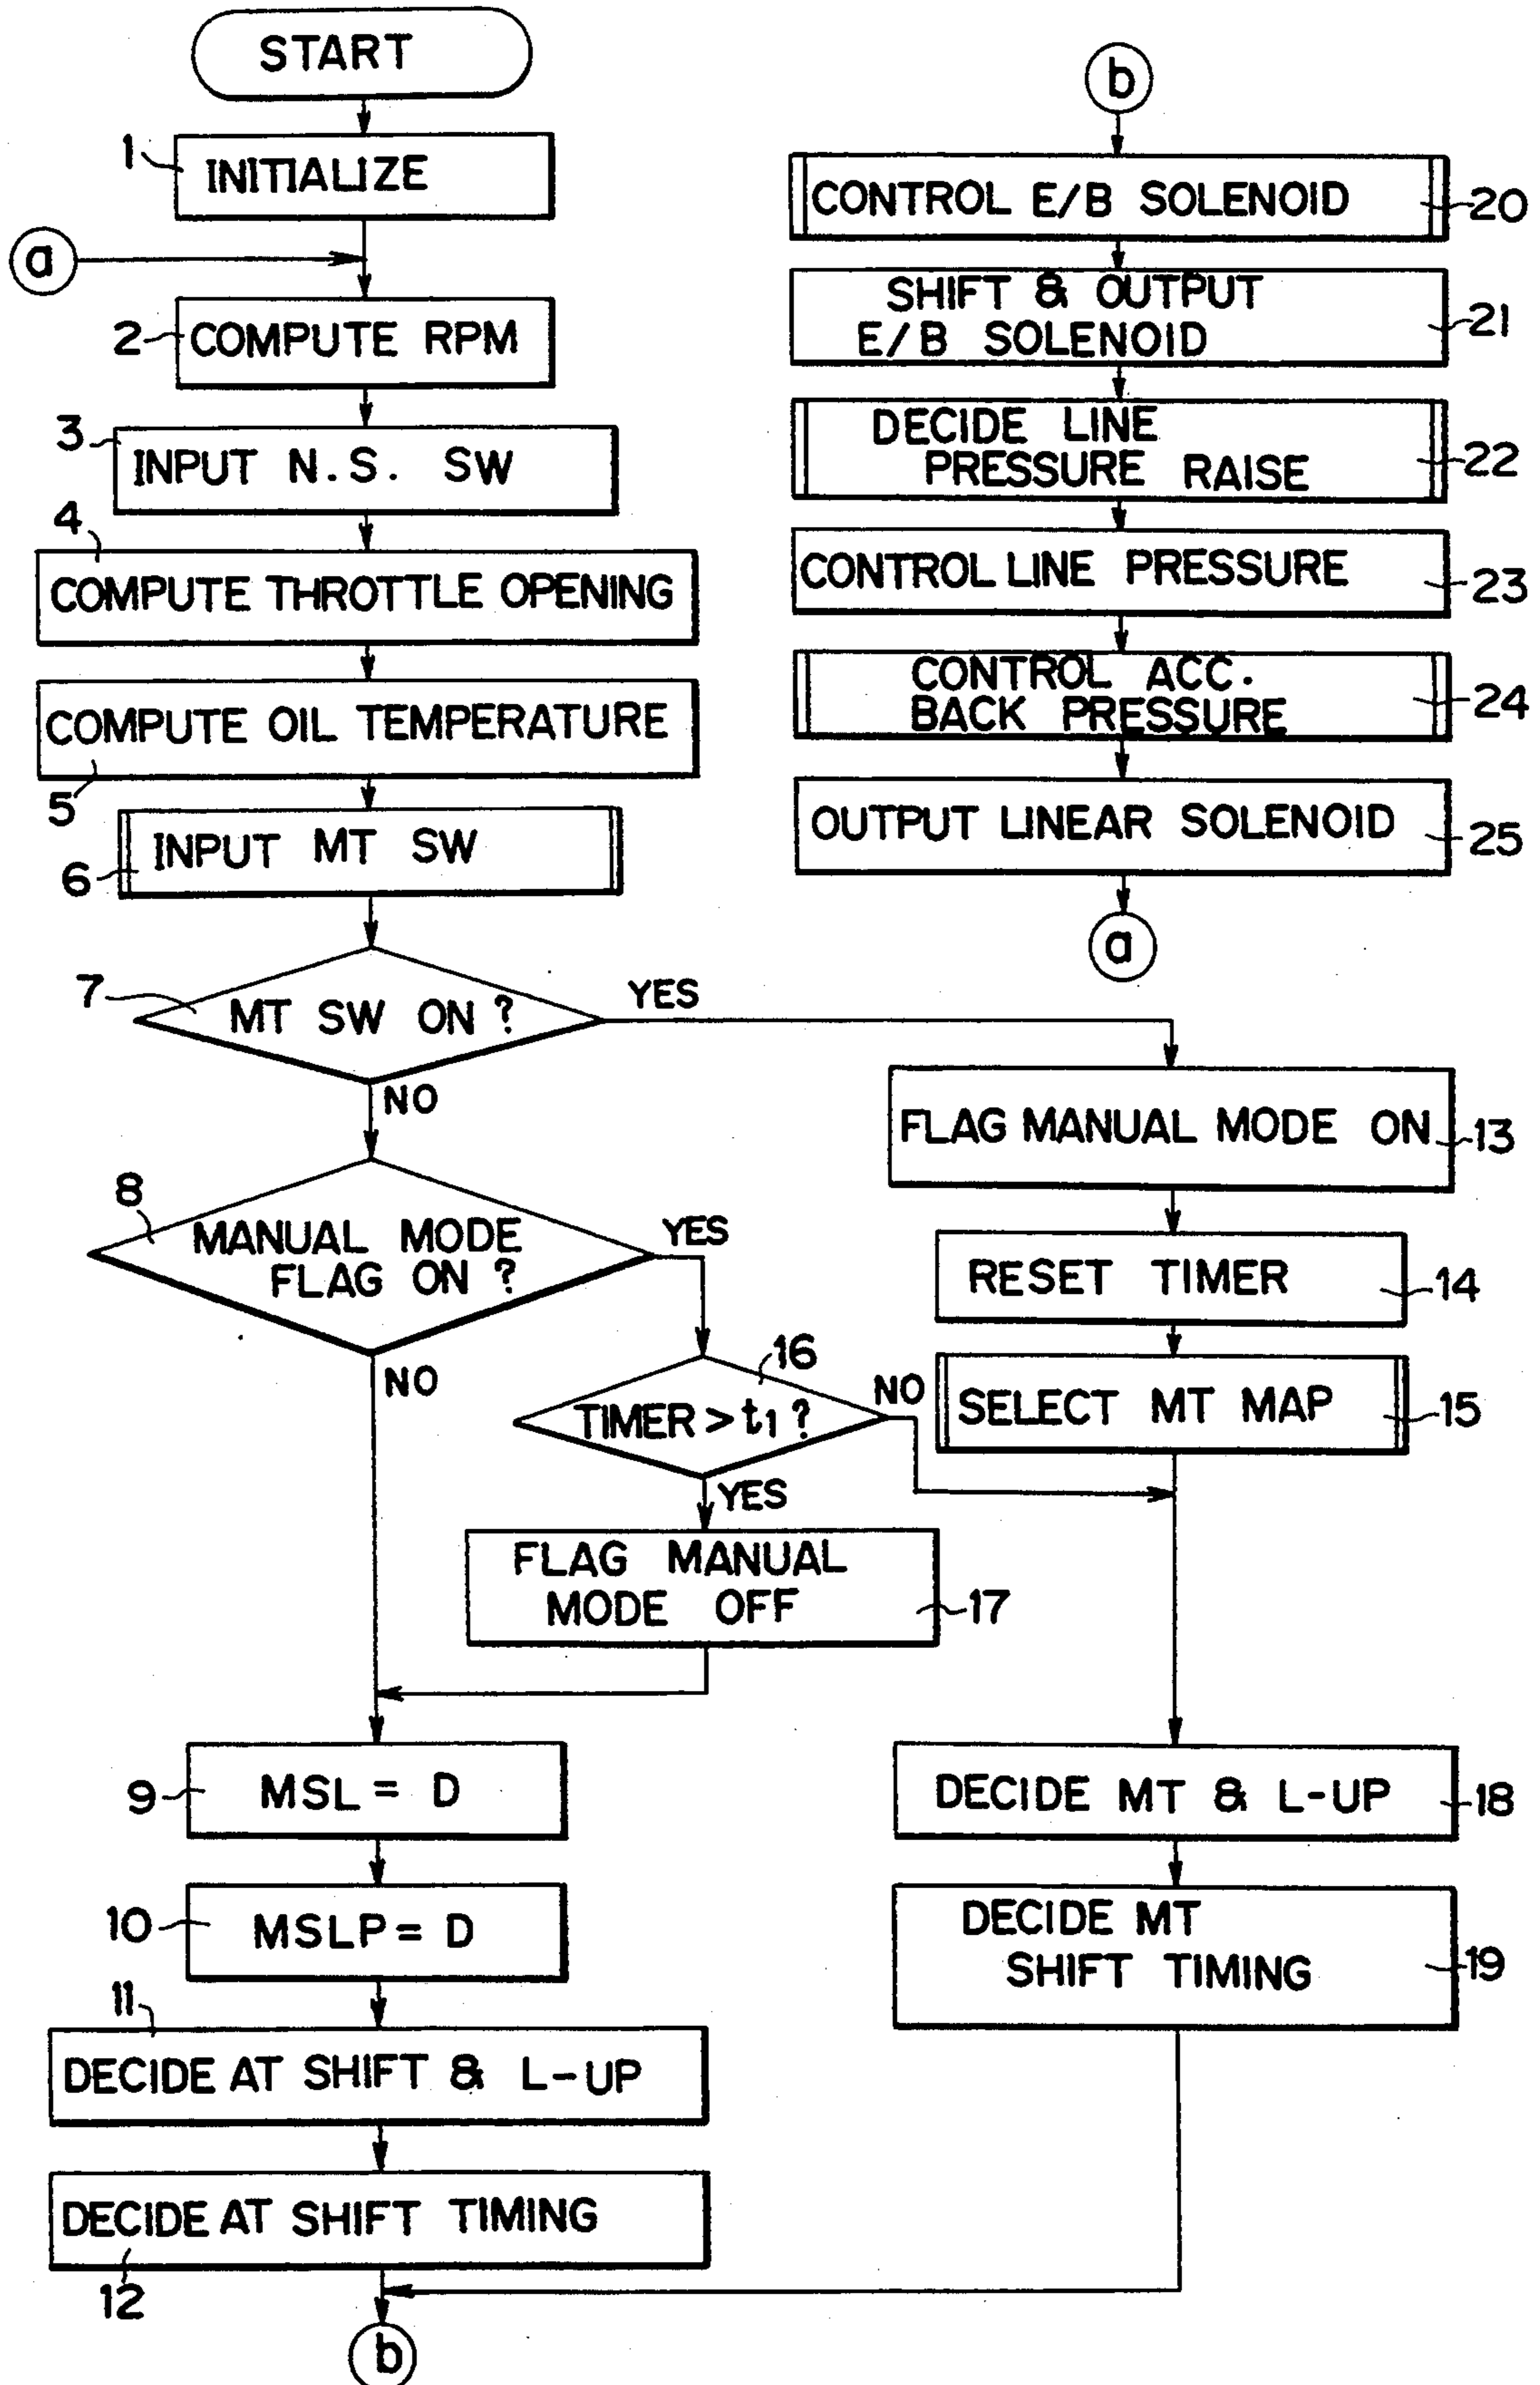 START
1
INITIALIZE
a
2
COMPUTE RPM
3
INPUT N.S. SW
4
COMPUTE THROTTLE OPENING
COMPUTE OIL TEMPERATURE
5
INPUT MT SW
6
7
MT SW ON ?
YES
NO
8
MANUAL MODE
FLAG ON ?
YES
NO
16
TIMER > t1 ?
NO
YES
FLAG MANUAL
MODE OFF
17
9
MSL = D
10
MSLP = D
11
DECIDE AT SHIFT & L-UP
DECIDE AT SHIFT TIMING
12
b
FLAG MANUAL MODE ON
13
RESET TIMER
14
SELECT MT MAP
15
DECIDE MT & L-UP
18
DECIDE MT
SHIFT TIMING
19
b
CONTROL E/B SOLENOID
20
SHIFT & OUTPUT
E/B SOLENOID
21
DECIDE LINE
PRESSURE RAISE
22
CONTROL LINE PRESSURE
23
CONTROL ACC.
BACK PRESSURE
24
OUTPUT LINEAR SOLENOID
25
a